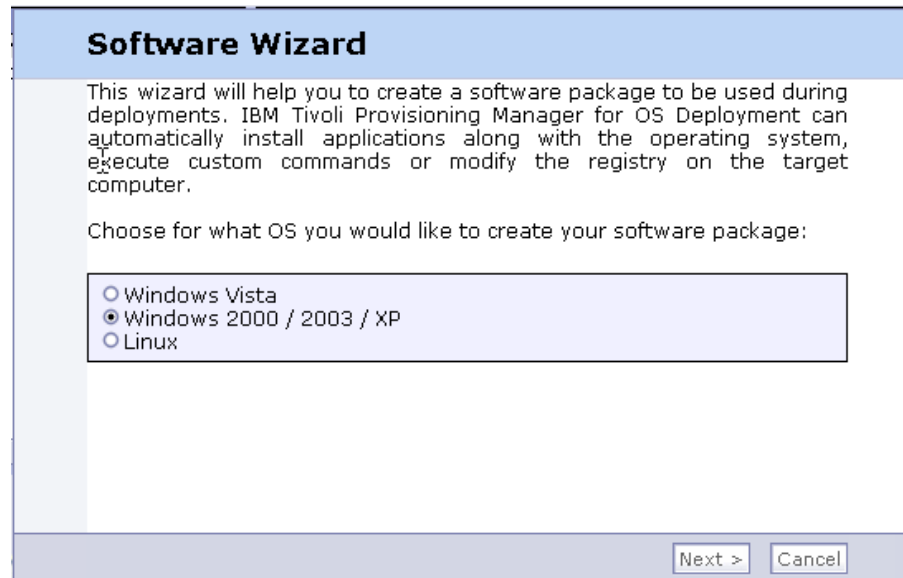 Software Wizard
This wizard will help you to create a software package to be used during
deployments. IBM Tivoli Provisioning Manager for OS Deployment can
automatically install applications along with the operating system,
execute custom commands or modify the registry on the target
computer.
Choose for what OS you would like to create your software package:
Windows Vista
Windows 2000 / 2003 / XP
Linux
Next >
Cancel